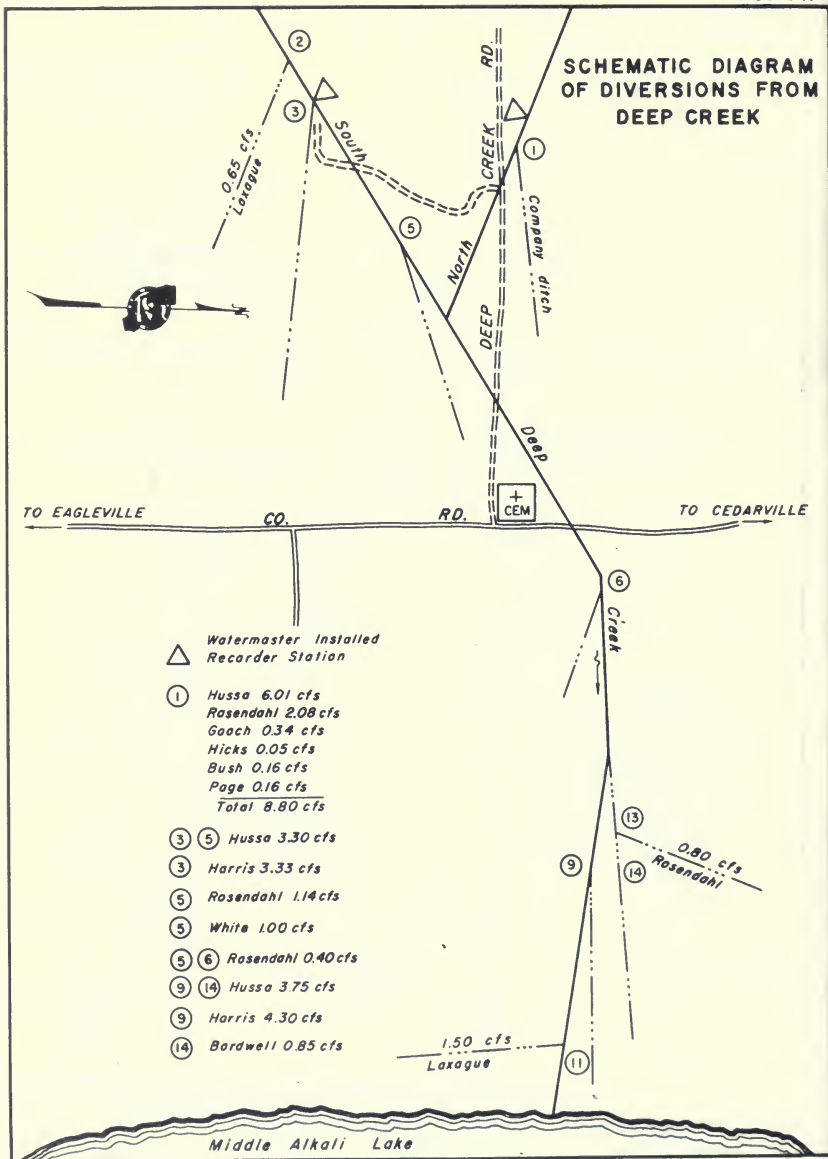 SCHEMATIC DIAGRAM
OF DIVERSIONS FROM
DEEP CREEK
2
3
0.65 cfs
Laxague
South
5
North
DEEP CREEK RD.
1
Company ditch
Deep
CEM
TO EAGLEVILLE
CO. RD.
TO CEDARVILLE
6
Creek
Watermaster Installed
Recorder Station
1 Hussa 6.01 cfs
Rosendahl 2.08 cfs
Gooch 0.34 cfs
Hicks 0.05 cfs
Bush 0.16 cfs
Page 0.16 cfs
Total 8.80 cfs
3 5 Hussa 3.30 cfs
3 Harris 3.33 cfs
5 Rosendahl 1.14 cfs
5 White 1.00 cfs
5 6 Rosendahl 0.40 cfs
9 14 Hussa 3.75 cfs
9 Harris 4.30 cfs
14 Bordwell 0.85 cfs
13
0.80 cfs
Rosendahl
9
14
1.50 cfs
Laxague
11
Middle Alkali Lake